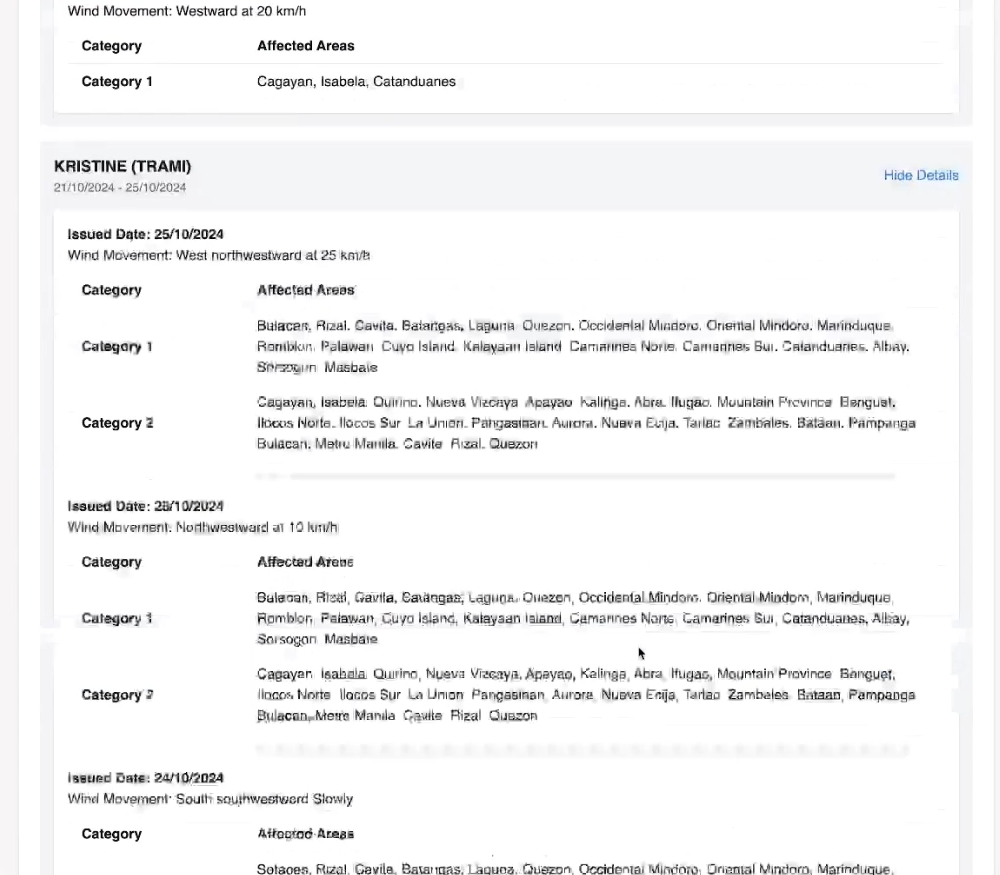 Wind Movement: Westward at 20 km/h
Category Affected Areas
Category 1 Cagayan, Isabela, Catanduanes
KRISTINE (TRAMI)
21/10/2024 - 25/10/2024
Hide Details
Issued Date: 25/10/2024
Wind Movement: West northwestward at 25 km/h
Category Affected Areas
Bulacan, Rizal, Cavite, Batangas, Laguna Quezon, Occidental Mindoro, Oriental Mindoro, Marinduque,
Category 1 Romblon, Palawan Cuyo Island Kalayaan Island Camarines Norte, Camarines Sur, Catanduanes, Albay,
Sorsogon Masbate
Cagayan, Isabela Quirino, Nueva Vizcaya Apayao Kalinga, Abra, Ifugao, Mountain Province Benguet,
Category 2 Ilocos Norte, Ilocos Sur La Union, Pangasinan, Aurora, Nueva Ecija, Tarlac Zambales, Bataan, Pampanga
Bulacan, Metro Manila, Cavite Rizal, Quezon
Issued Date: /10/2024
Wind Movement: Northwestward at 10 km/h
Category Affected Areas
Bulacan, Rizal, Cavite, Batangas, Laguna, Quezon, Occidental Mindoro, Oriental Mindoro, Marinduque,
Category 1 Romblon Palawan, Cuyo Island, Kalayaan Island, Camarines Norte, Camarines Sur, Catanduanes, Albay,
Sorsogon Masbate
Cagayan Isabela Quirino, Nueva Vizcaya, Apayao, Kalinga, Abra, Ifugao, Mountain Province Benguet,
Category 2 Ilocos Norte Ilocos Sur La Union Pangasinan, Aurora, Nueva Ecija, Tarlac Zambales Bataan, Pampanga
Bulacan, Metro Manila Cavite Rizal Quezon
Issued Date: 24/10/2024
Wind Movement: South southwestward Slowly
Category Affected Areas
Rizal, Cavite, Batangas, Laguna, Quezon, Occidental Mindoro, Oriental Mindoro, Marinduque,